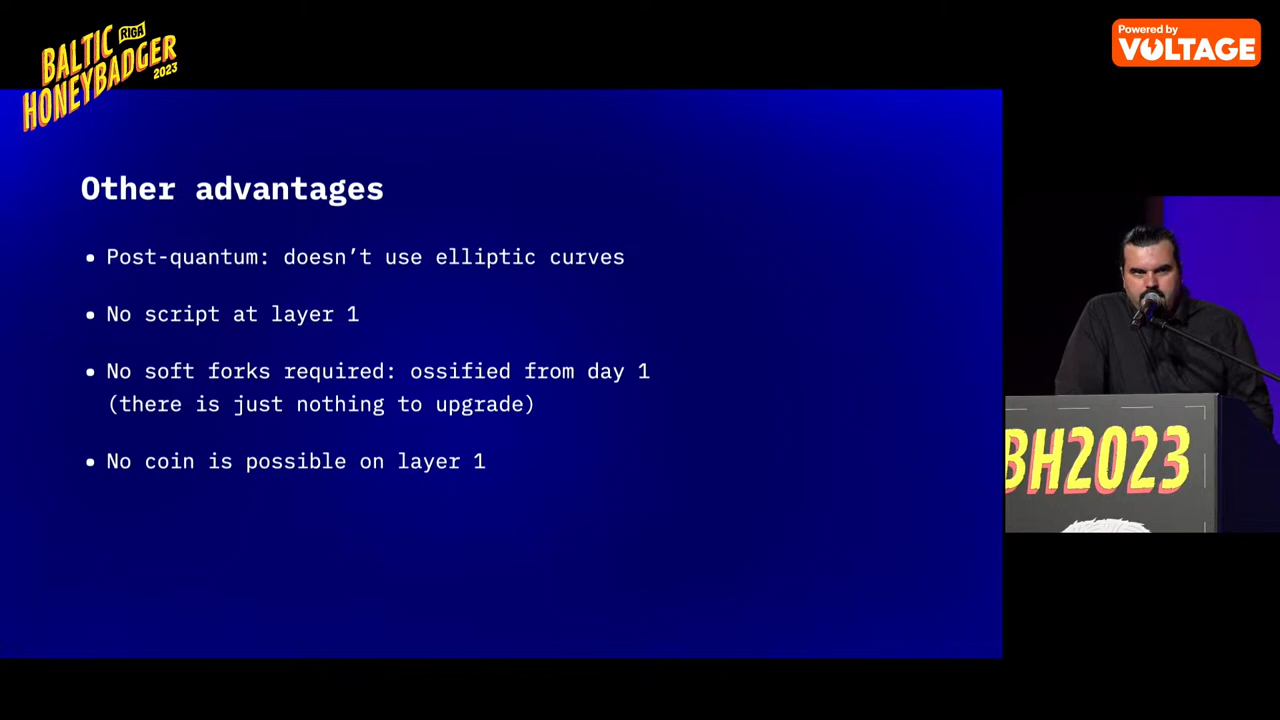 BALTIC
RIGA
HONEYBADGER
2023
Powered by
VOLTAGE
Other advantages
• Post-quantum: doesn’t use elliptic curves
• No script at layer 1
• No soft forks required: ossified from day 1
(there is just nothing to upgrade)
• No coin is possible on layer 1
BH2023